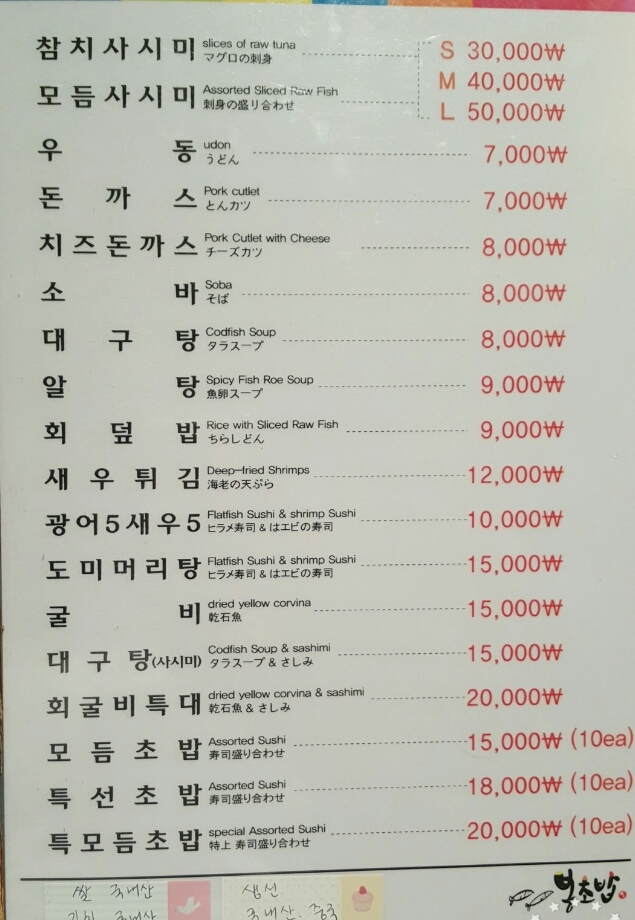 참치사시미 slices of raw tuna S 30,000₩
マグロの刺身
M 40,000₩
모듬사시미 Assorted Sliced Raw Fish
刺身の盛り合わせ L 50,000₩
우동 udon 7,000₩
うどん
돈까스 Pork cutlet 7,000₩
とんカツ
치즈돈까스 Pork Cutlet with Cheese 8,000₩
チーズカツ
소바 Soba 8,000₩
そば
대구탕 Codfish Soup 8,000₩
タラスープ
알탕 Spicy Fish Roe Soup 9,000₩
魚卵スープ
회덮밥 Rice with Sliced Raw Fish 9,000₩
ちらしどん
새우튀김 Deep-fried Shrimps 12,000₩
海老の天ぷら
광어5새우5 Flatfish Sushi & shrimp Sushi 10,000₩
ヒラメ寿司 & はエビの寿司
도미머리탕 Flatfish Sushi & shrimp Sushi 15,000₩
ヒラメ寿司 & はエビの寿司
굴비 dried yellow corvina 15,000₩
乾石魚
대구탕(사시미) Codfish Soup & sashimi 15,000₩
タラスープ & さしみ
회굴비특대 dried yellow corvina & sashimi 20,000₩
乾石魚 & さしみ
모듬초밥 Assorted Sushi 15,000₩ (10ea)
寿司盛り合わせ
특선초밥 Assorted Sushi 18,000₩ (10ea)
寿司盛り合わせ
특모듬초밥 special Assorted Sushi 20,000₩ (10ea)
特上 寿司盛り合わせ
쌀 국내산 생선 봉초밥
김치 국내산 국내산, 중국